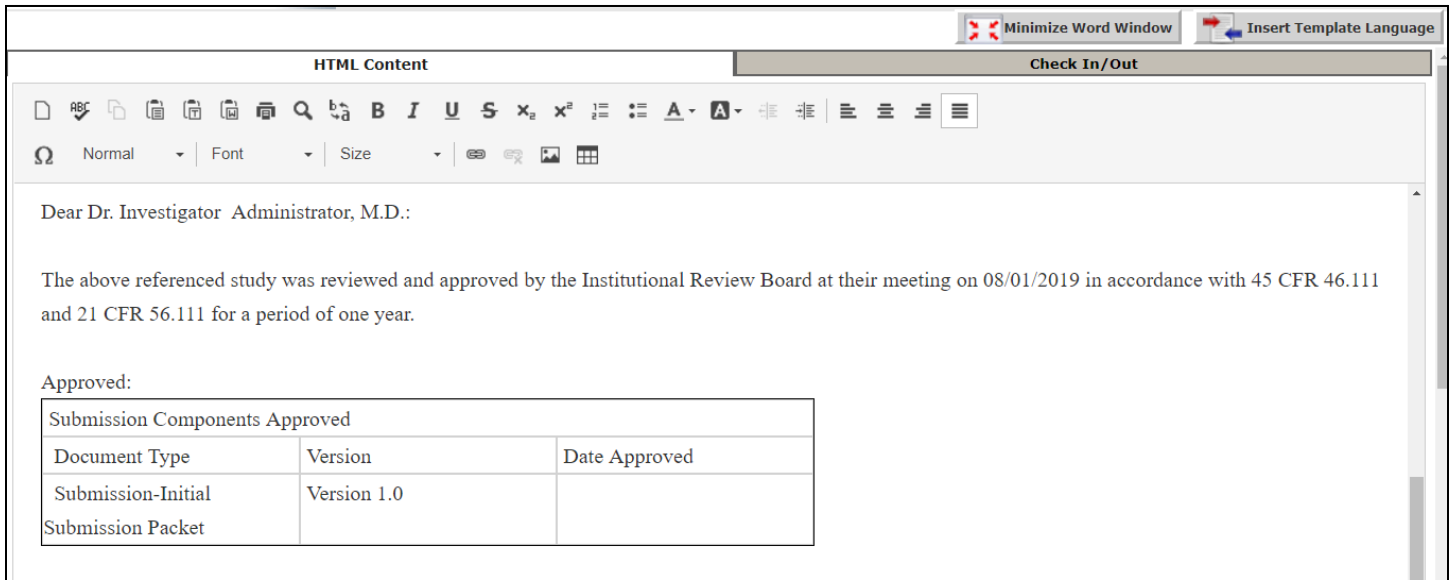 Minimize Word Window Insert Template Language
HTML Content Check In/Out
ABC B I U S x₂ x² A A
Ω Normal Font Size
Dear Dr. Investigator  Administrator, M.D.:
The above referenced study was reviewed and approved by the Institutional Review Board at their meeting on 08/01/2019 in accordance with 45 CFR 46.111
and 21 CFR 56.111 for a period of one year.
Approved:
Submission Components Approved
Document Type Version Date Approved
Submission-Initial Version 1.0
Submission Packet